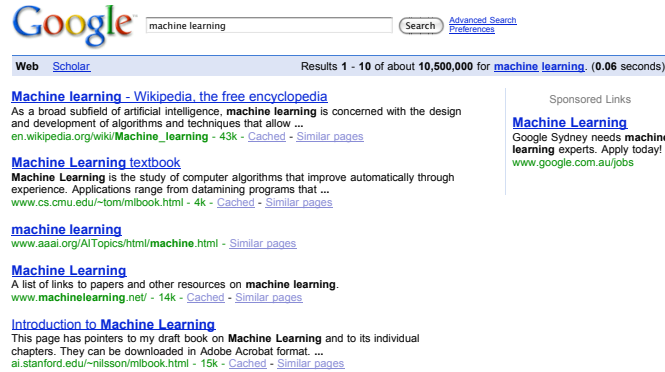 Google™ machine learning Search Advanced Search
Preferences
Web Scholar Results 1 - 10 of about 10,500,000 for machine learning. (0.06 seconds)
Machine learning - Wikipedia, the free encyclopedia
As a broad subfield of artificial intelligence, machine learning is concerned with the design
and development of algorithms and techniques that allow ...
en.wikipedia.org/wiki/Machine_learning - 43k - Cached - Similar pages
Machine Learning textbook
Machine Learning is the study of computer algorithms that improve automatically through
experience. Applications range from datamining programs that ...
www.cs.cmu.edu/~tom/mlbook.html - 4k - Cached - Similar pages
machine learning
www.aaai.org/AITopics/html/machine.html - Similar pages
Machine Learning
A list of links to papers and other resources on machine learning.
www.machinelearning.net/ - 14k - Cached - Similar pages
Introduction to Machine Learning
This page has pointers to my draft book on Machine Learning and to its individual
chapters. They can be downloaded in Adobe Acrobat format. ...
ai.stanford.edu/~nilsson/mlbook.html - 15k - Cached - Similar pages
Sponsored Links
Machine Learning
Google Sydney needs machine
learning experts. Apply today!
www.google.com.au/jobs